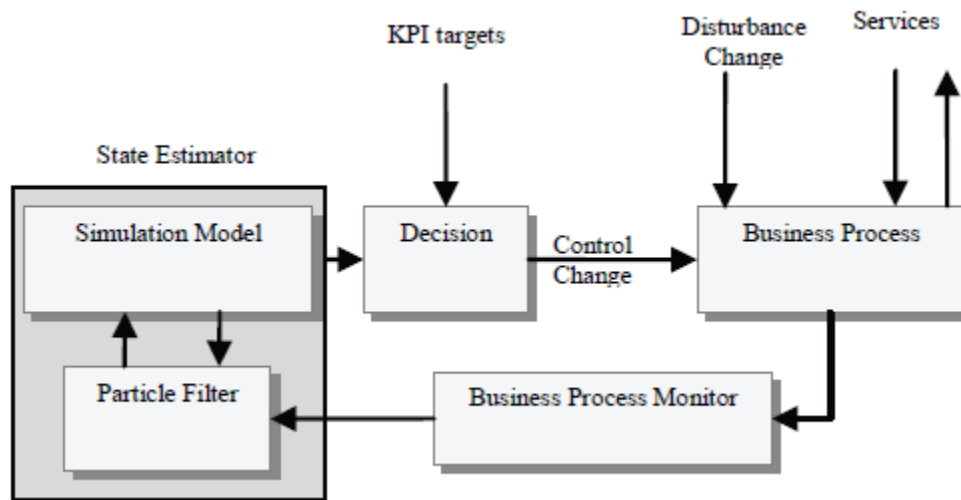 KPI targets
Disturbance
Change
Services
State Estimator
Simulation Model
Decision
Control
Change
Business Process
Particle Filter
Business Process Monitor